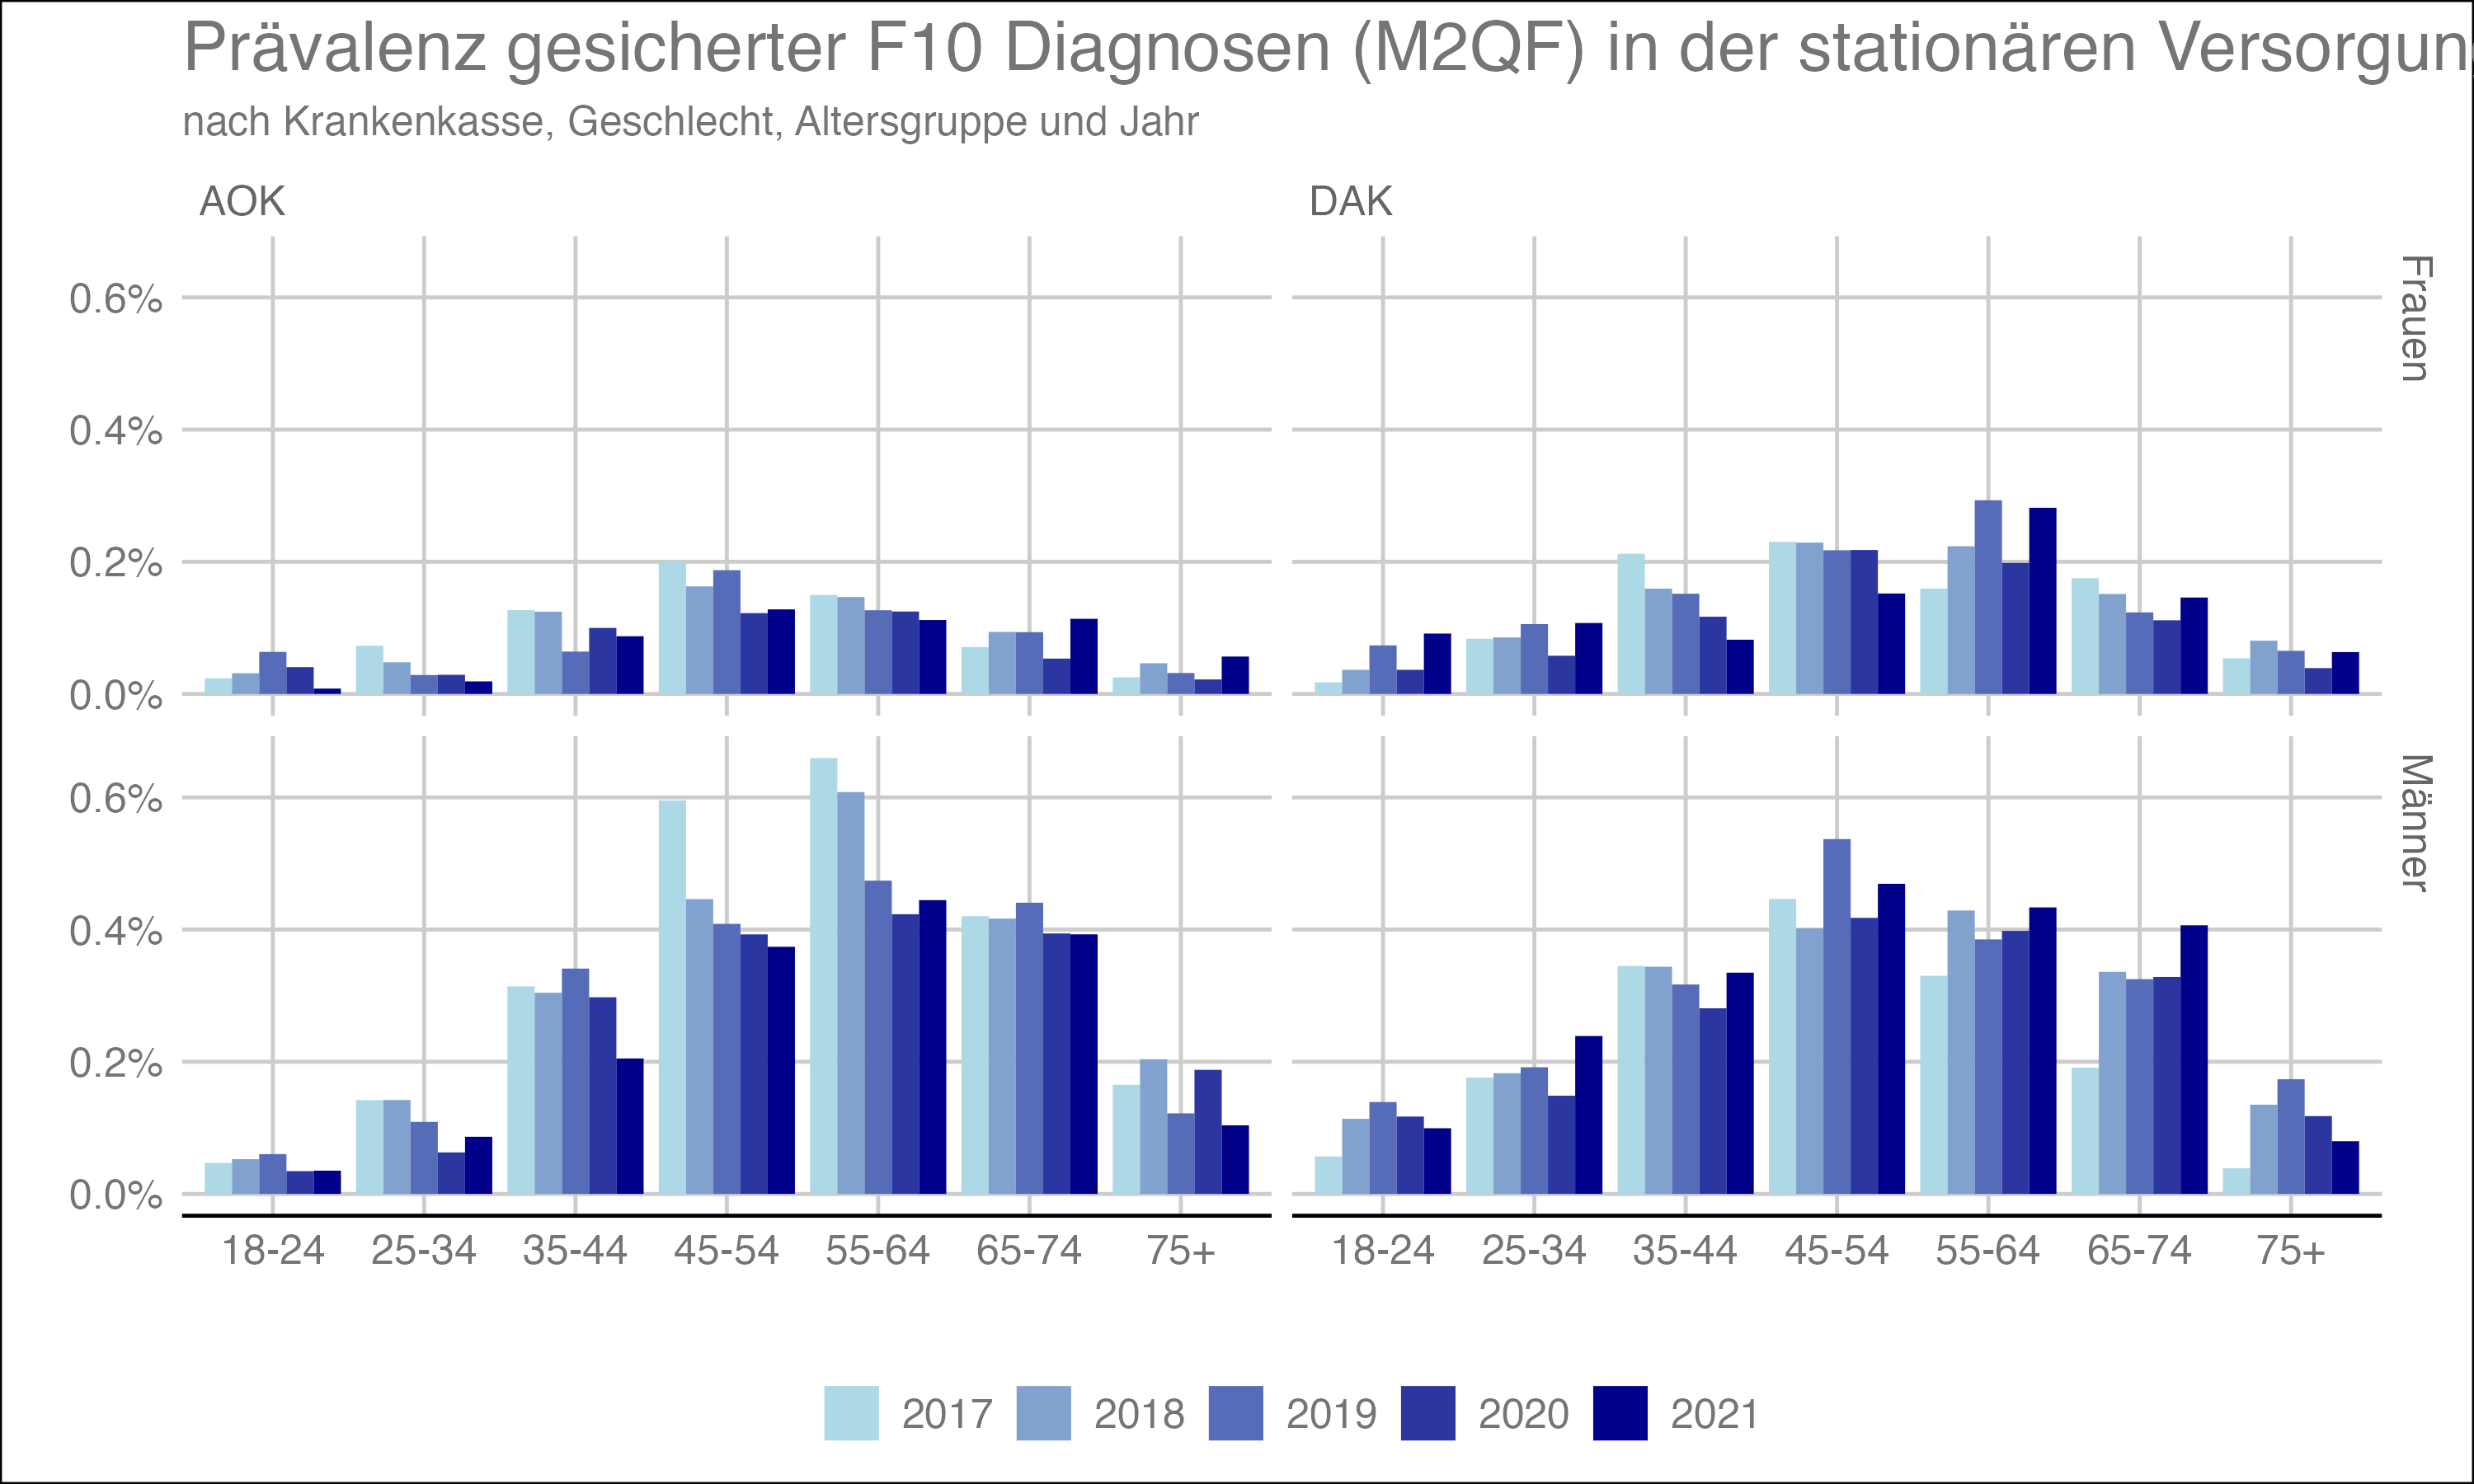 Prävalenz gesicherter F10 Diagnosen (M2QF) in der stationären Versorgun
nach Krankenkasse, Geschlecht, Altersgruppe und Jahr
AOK
DAK
0.6%
0.4%
0.2%
0.0%
Frauen
0.6%
0.4%
0.2%
0.0%
Männer
18-24 25-34 35-44 45-54 55-64 65-74 75+
18-24 25-34 35-44 45-54 55-64 65-74 75+
2017 2018 2019 2020 2021